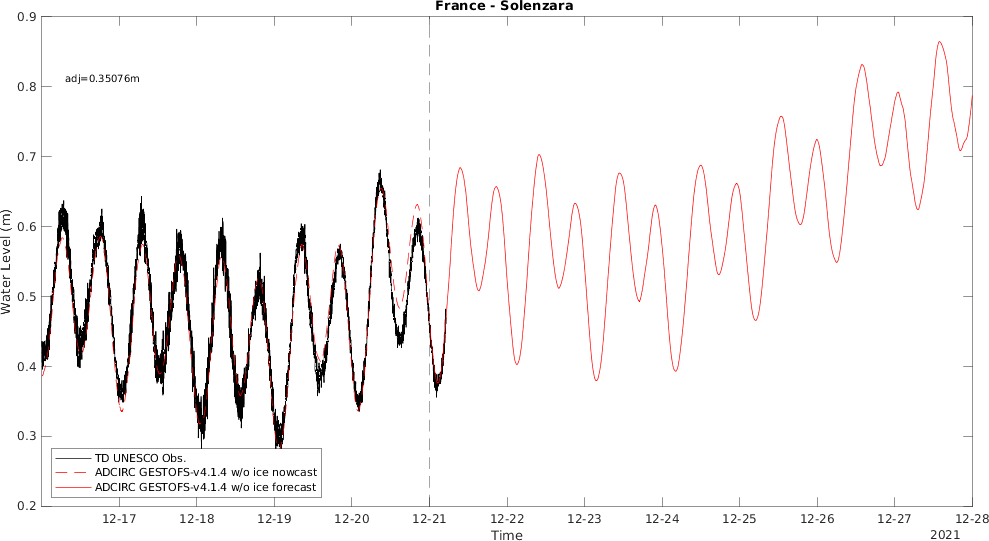 France - Solenzara
adj=0.35076m
Water Level (m)
0.9
0.8
0.7
0.6
0.5
0.4
0.3
0.2
TD UNESCO Obs.
ADCIRC GESTOFS-v4.1.4 w/o ice nowcast
ADCIRC GESTOFS-v4.1.4 w/o ice forecast
12-17 12-18 12-19 12-20 12-21 12-22 12-23 12-24 12-25 12-26 12-27 12-28
Time
2021